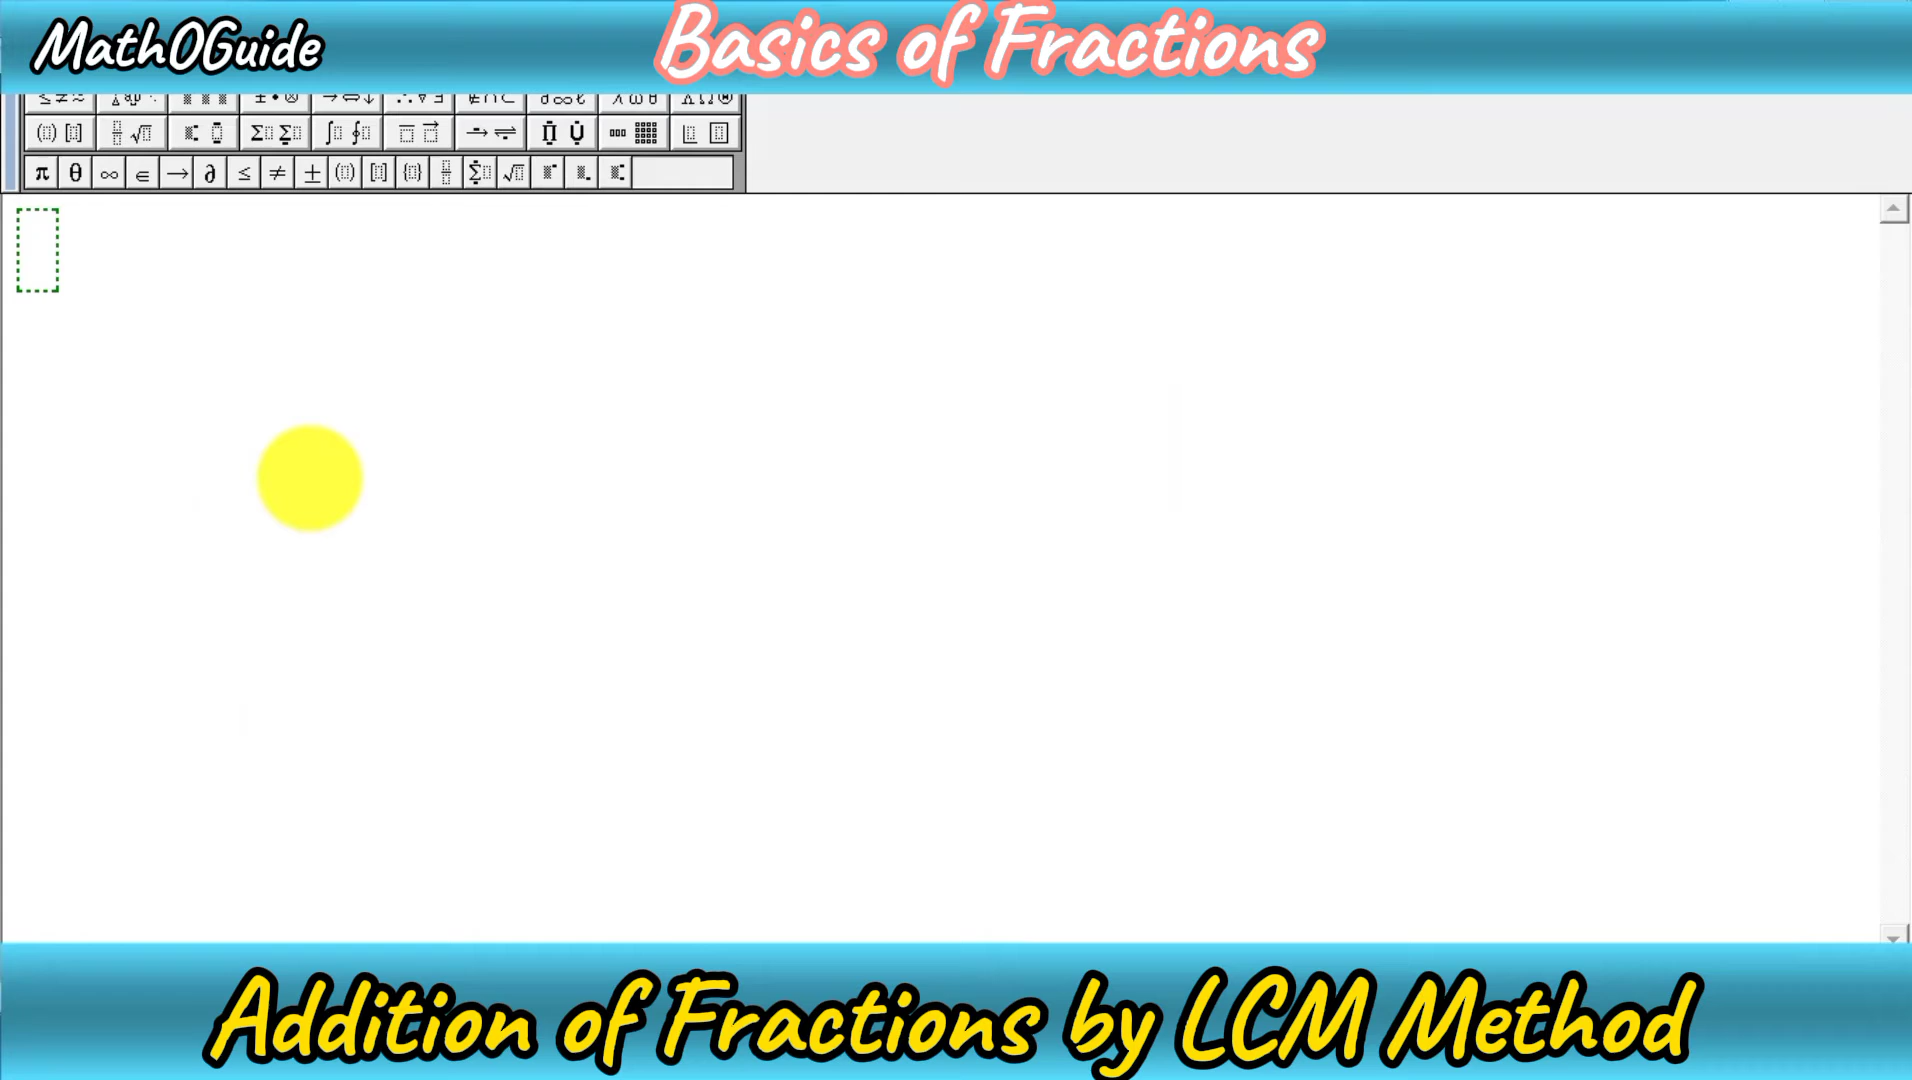 MathOGuide
Basics of Fractions
π θ ∞ ∈ → ∂ ≤ ≠ ±
Addition of Fractions by LCM Method